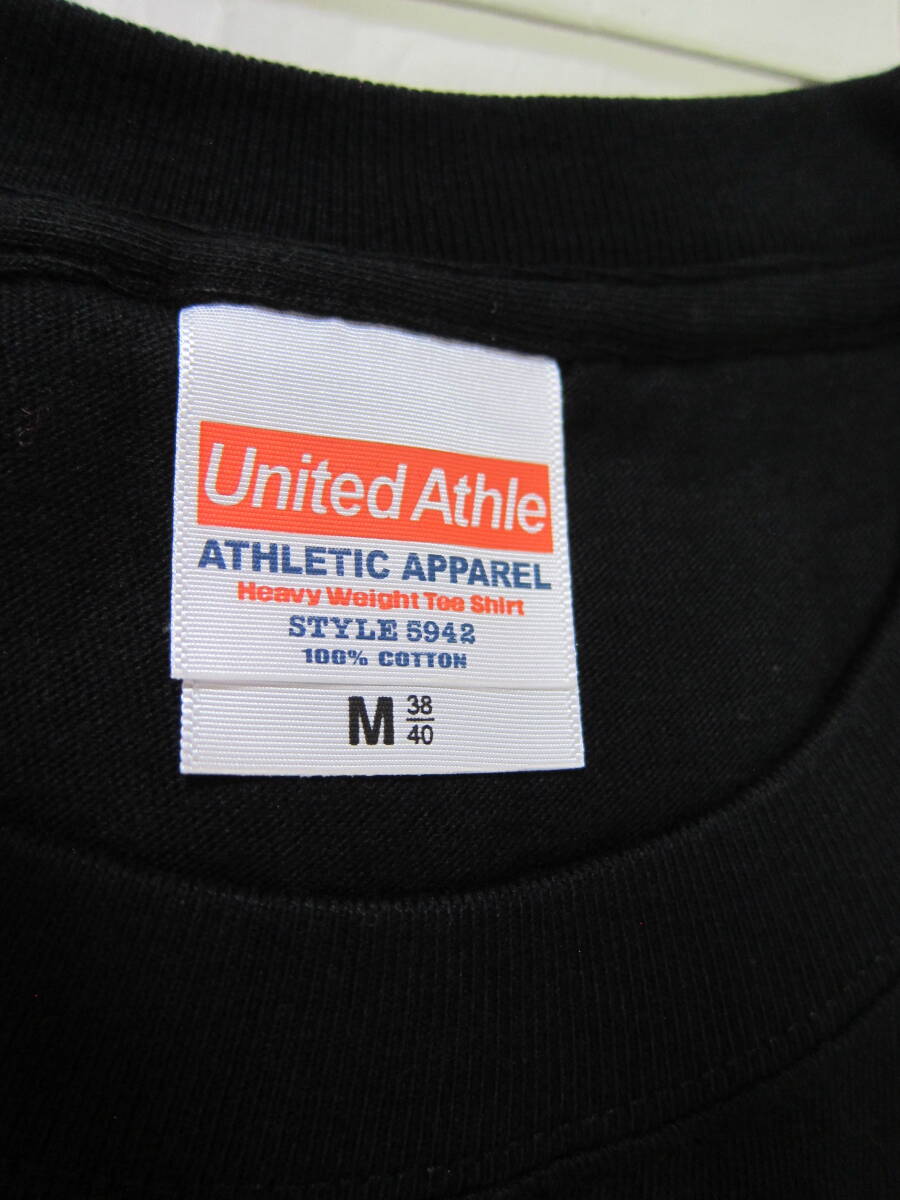 United Athle
ATHLETIC APPAREL
Heavy Weight Tee Shirt
STYLE 5942
100% COTTON
M 38/40